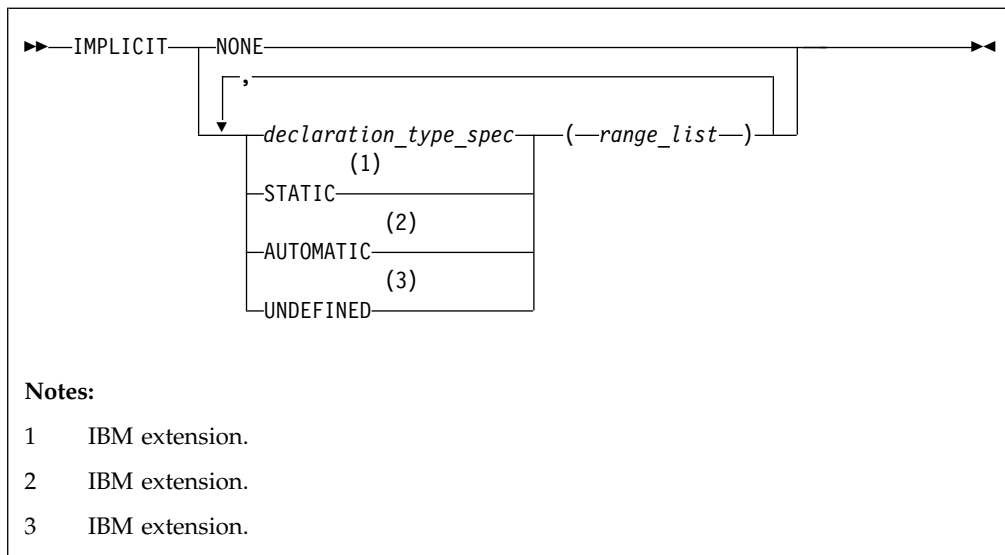 IMPLICIT NONE
,
declaration_type_spec ( range_list )
(1)
STATIC
(2)
AUTOMATIC
(3)
UNDEFINED
Notes:
1 IBM extension.
2 IBM extension.
3 IBM extension.